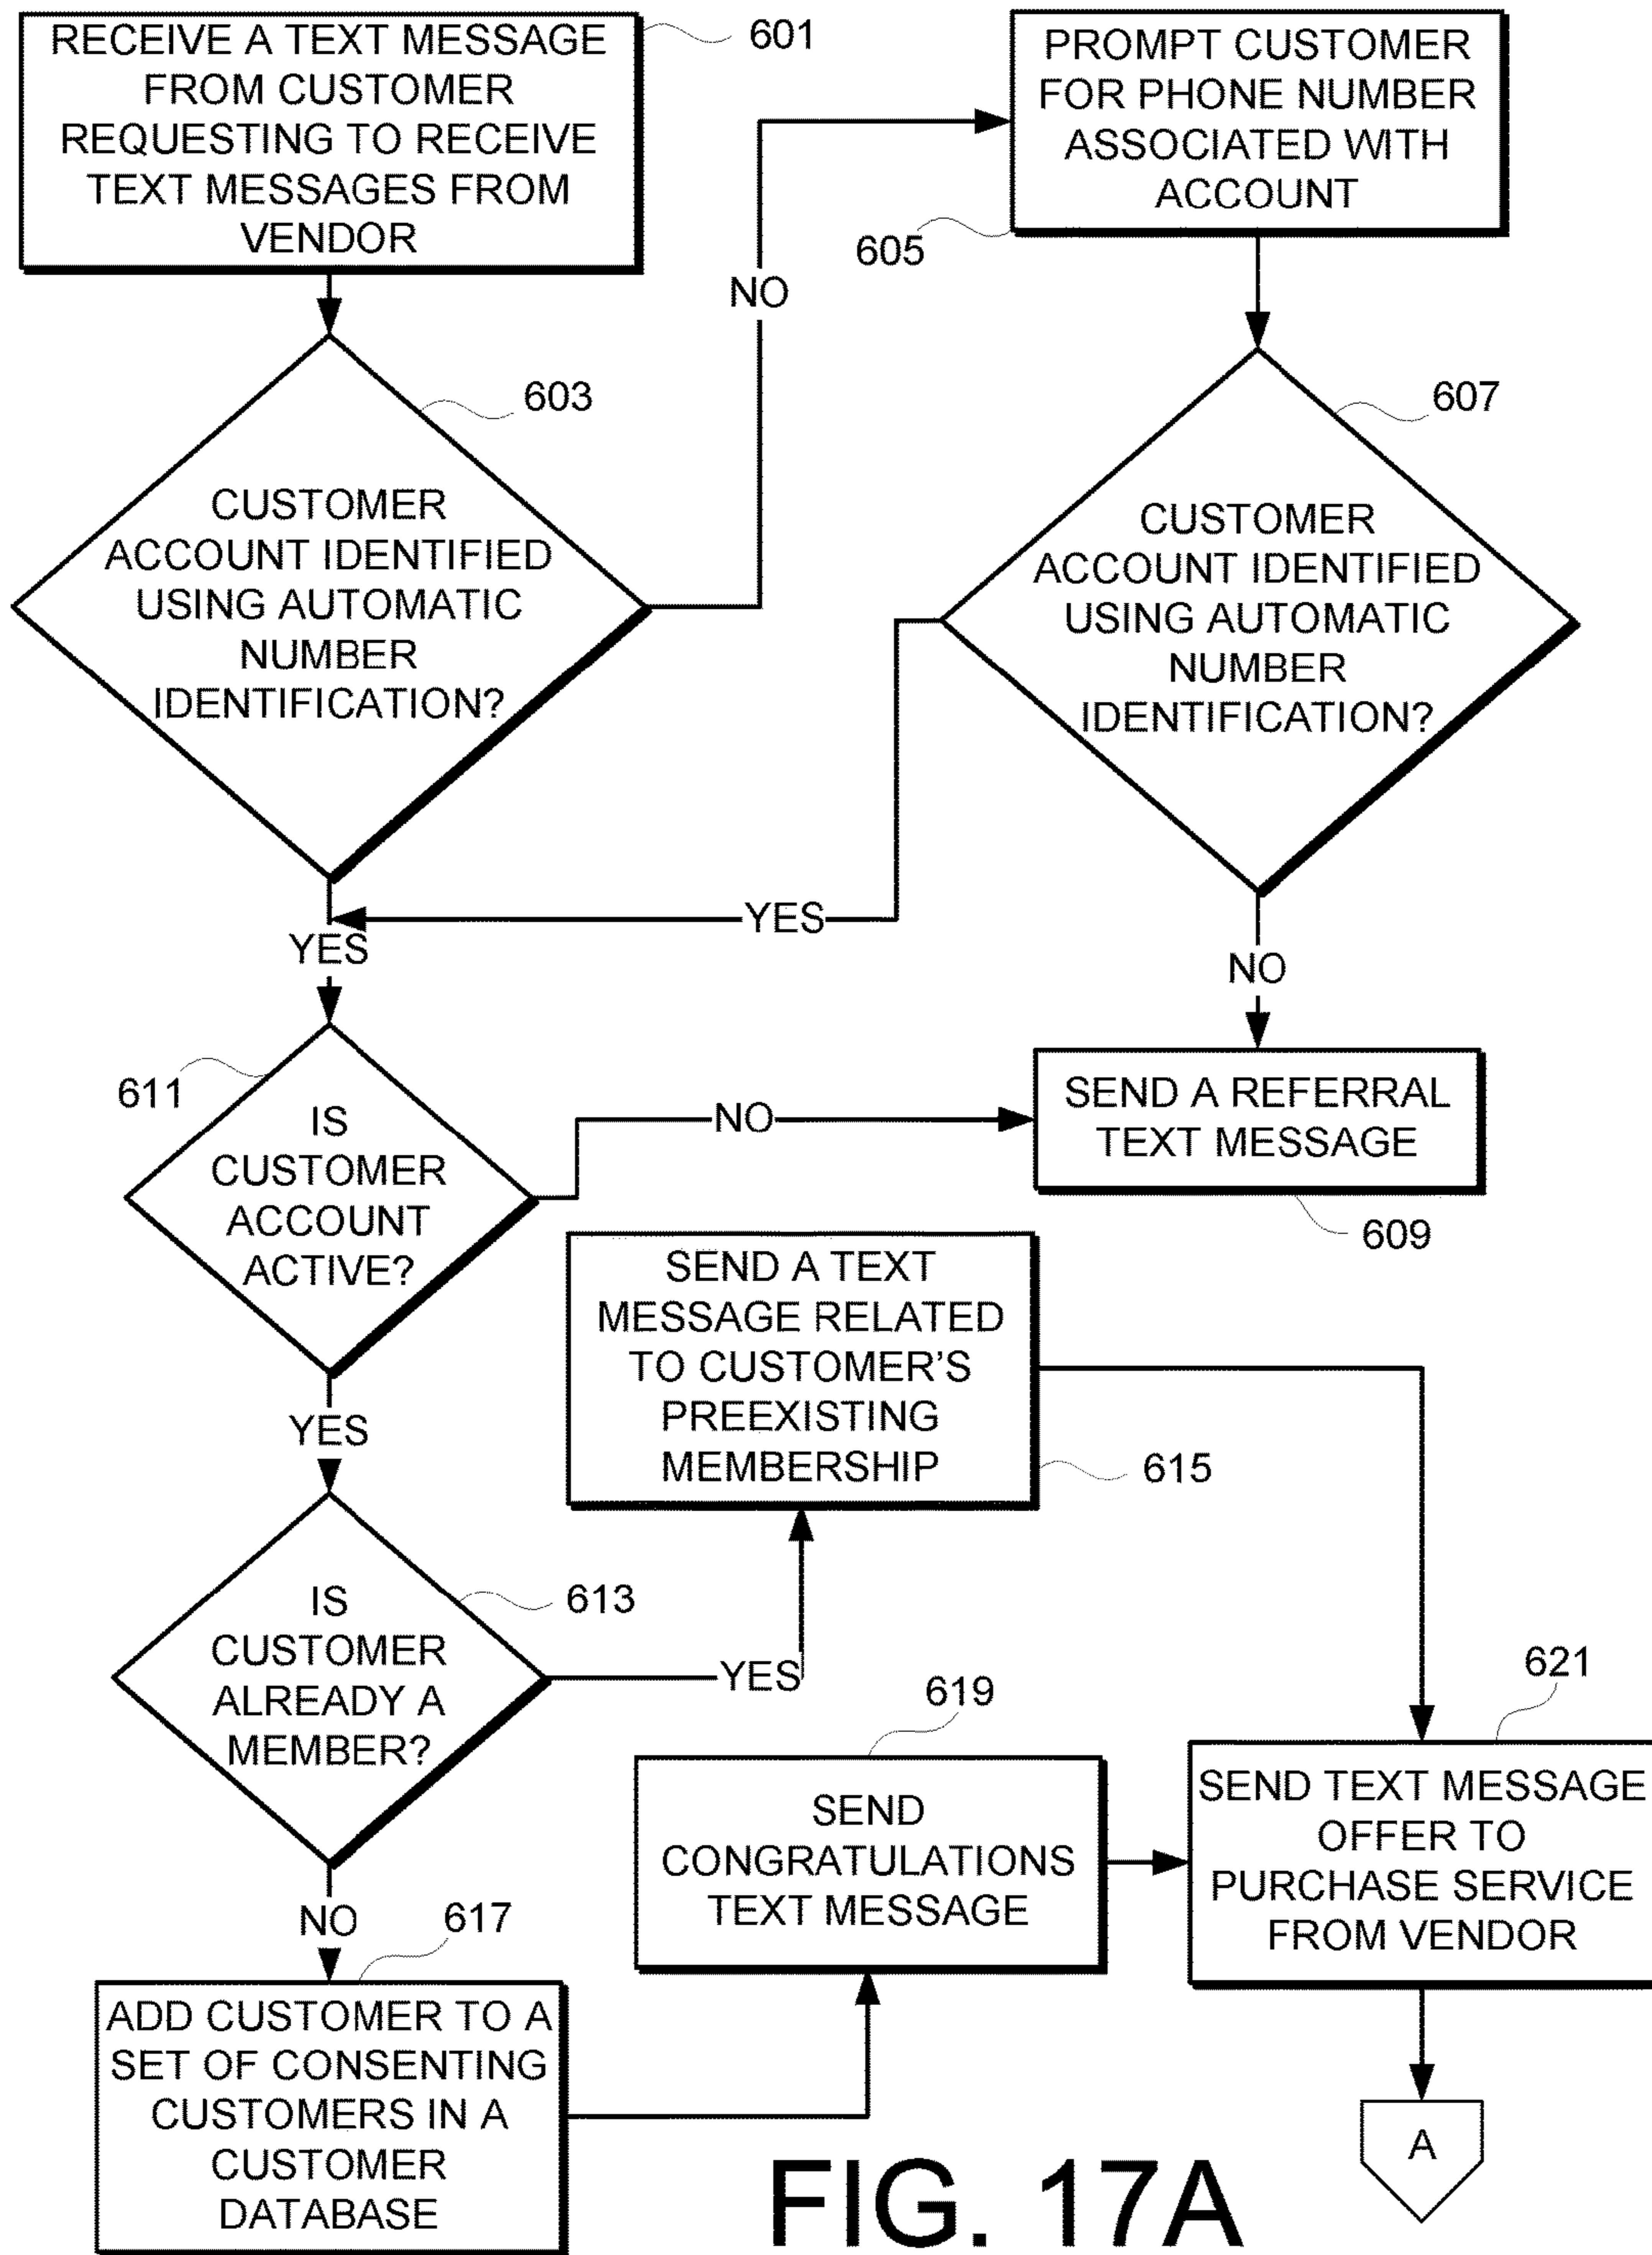 RECEIVE A TEXT MESSAGE
FROM CUSTOMER
REQUESTING TO RECEIVE
TEXT MESSAGES FROM
VENDOR
601
PROMPT CUSTOMER
FOR PHONE NUMBER
ASSOCIATED WITH
ACCOUNT
605
NO
603
CUSTOMER
ACCOUNT IDENTIFIED
USING AUTOMATIC
NUMBER
IDENTIFICATION?
607
CUSTOMER
ACCOUNT IDENTIFIED
USING AUTOMATIC
NUMBER
IDENTIFICATION?
YES
YES
NO
611
IS
CUSTOMER
ACCOUNT
ACTIVE?
NO
SEND A REFERRAL
TEXT MESSAGE
609
SEND A TEXT
MESSAGE RELATED
TO CUSTOMER'S
PREEXISTING
MEMBERSHIP
615
YES
613
IS
CUSTOMER
ALREADY A
MEMBER?
YES
619
SEND
CONGRATULATIONS
TEXT MESSAGE
621
SEND TEXT MESSAGE
OFFER TO
PURCHASE SERVICE
FROM VENDOR
NO
617
ADD CUSTOMER TO A
SET OF CONSENTING
CUSTOMERS IN A
CUSTOMER
DATABASE
A
FIG. 17A